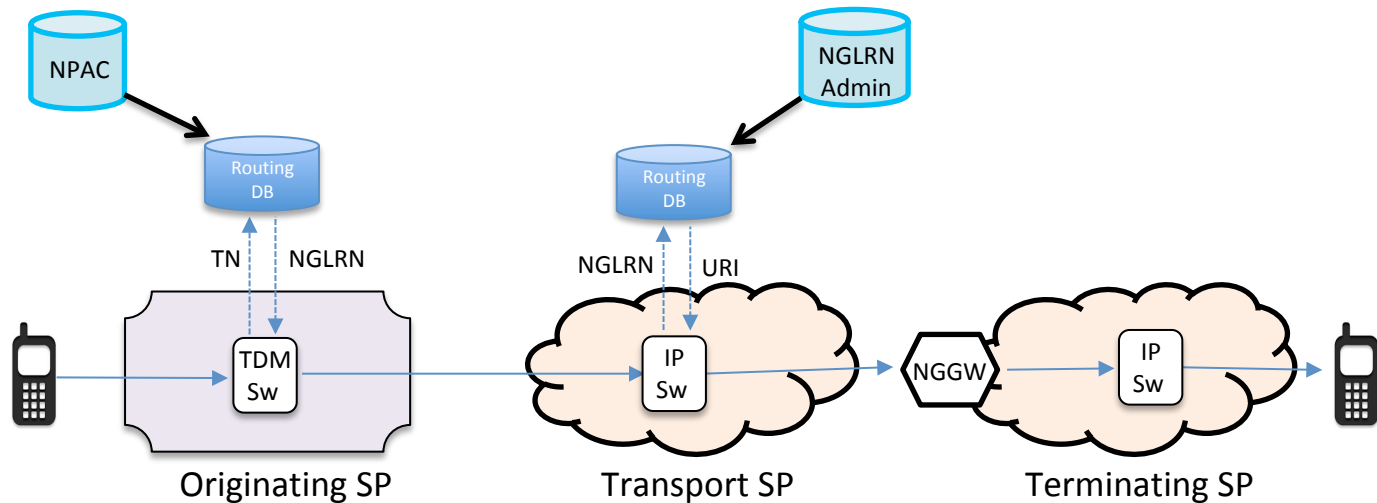 NPAC
NGLRN
Admin
Routing
DB
Routing
DB
TN
NGLRN
NGLRN
URI
TDM
Sw
IP
Sw
NGGW
IP
Sw
Originating SP
Transport SP
Terminating SP